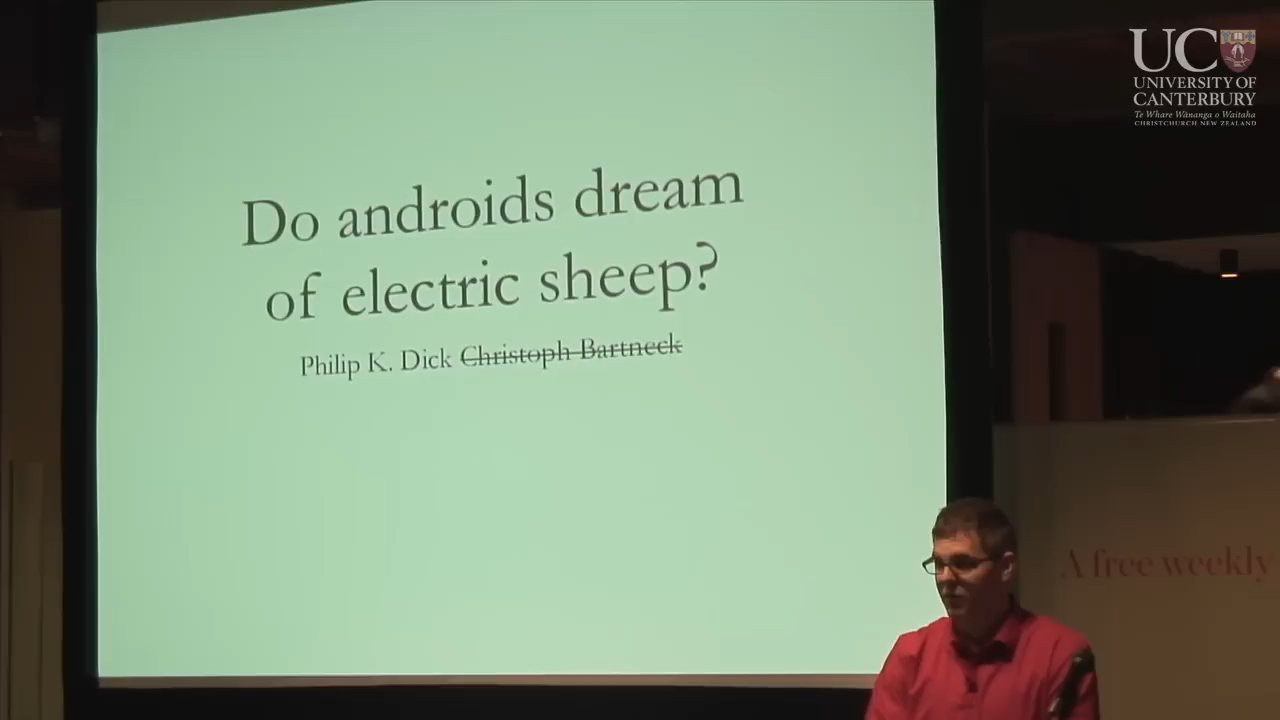 Do androids dream
of electric sheep?
Philip K. Dick Christoph Bartneck
UC
UNIVERSITY OF
CANTERBURY
Te Whare Wānanga o Waitaha
CHRISTCHURCH NEW ZEALAND
A free weekly